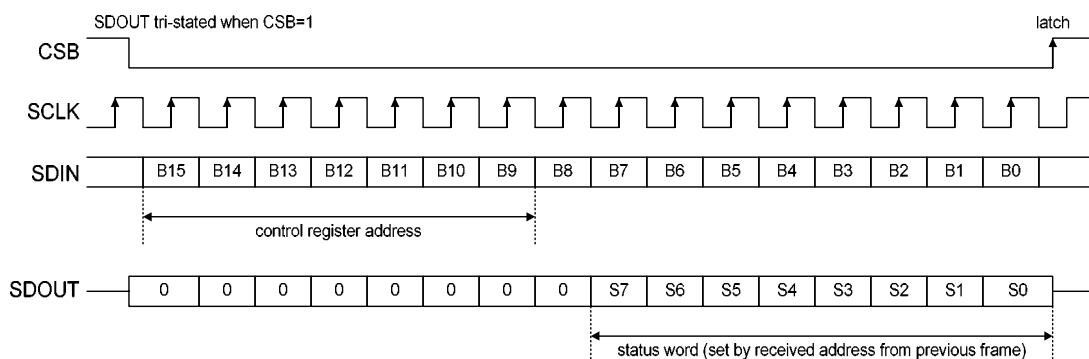 SDOUT tri-stated when CSB=1
latch
CSB
SCLK
SDIN B15 B14 B13 B12 B11 B10 B9 B8 B7 B6 B5 B4 B3 B2 B1 B0
control register address
SDOUT 0 0 0 0 0 0 0 0 S7 S6 S5 S4 S3 S2 S1 S0
status word (set by received address from previous frame)